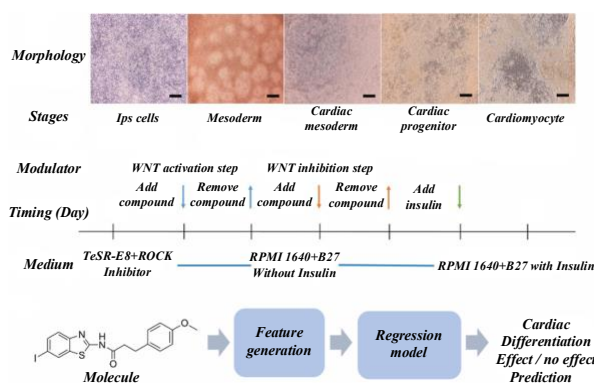 Morphology
Stages
Ips cells
Mesoderm
Cardiac
mesoderm
Cardiac
progenitor
Cardiomyocyte
Modulator
WNT activation step
WNT inhibition step
Add
compound
Remove
compound
Add
compound
Remove
compound
Add
insulin
Timing (Day)
Medium
TeSR-E8+ROCK
Inhibitor
RPMI 1640+B27
Without Insulin
RPMI 1640+B27 with Insulin
I
N
S
NH
O
O
Molecule
Feature
generation
Regression
model
Cardiac
Differentiation
Effect / no effect
Prediction